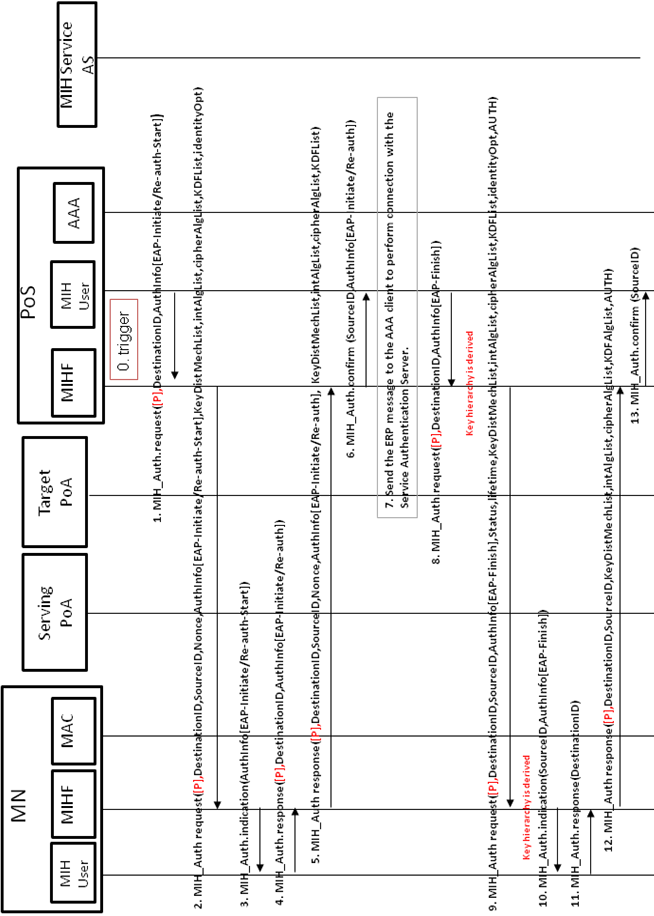 MN
MIH User
MIHF
MAC
Serving PoA
Target PoA
PoS
MIHF
MIH User
AAA
MIH Service AS
0. trigger
1. MIH_Auth.request([P],DestinationID,AuthInfo[EAP-Initiate/Re-auth-Start])
2. MIH_Auth request([P],DestinationID,SourceID,Nonce,AuthInfo[EAP-Initiate/Re-auth-Start],KeyDistMechList,intAlgList,cipherAlgList,KDFList,identityOpt)
3. MIH_Auth.indication(AuthInfo[EAP-Initiate/Re-auth-Start])
4. MIH_Auth.response([P],DestinationID,AuthInfo[EAP-Initiate/Re-auth])
5. MIH_Auth response([P],DestinationID,SourceID,Nonce,AuthInfo[EAP-Initiate/Re-auth], KeyDistMechList,intAlgList,cipherAlgList,KDFList)
6. MIH_Auth.confirm (SourceID,AuthInfo[EAP-Initiate/Re-auth])
7. Send the ERP message to the AAA client to perform connection with the
Service Authentication Server.
8. MIH_Auth.request([P],DestinationID,AuthInfo[EAP-Finish])
Key hierarchy is derived
9. MIH_Auth request([P],DestinationID,SourceID,AuthInfo[EAP-Finish],Status,lifetime,KeyDistMechList,intAlgList,cipherAlgList,KDFList,identityOpt,AUTH)
Key hierarchy is derived
10. MIH_Auth.indication(SourceID,AuthInfo[EAP-Finish])
11. MIH_Auth.response(DestinationID)
12. MIH_Auth response([P],DestinationID,SourceID,KeyDistMechList,intAlgList,cipherAlgList,KDFAlgList,AUTH)
13. MIH_Auth.confirm (SourceID)